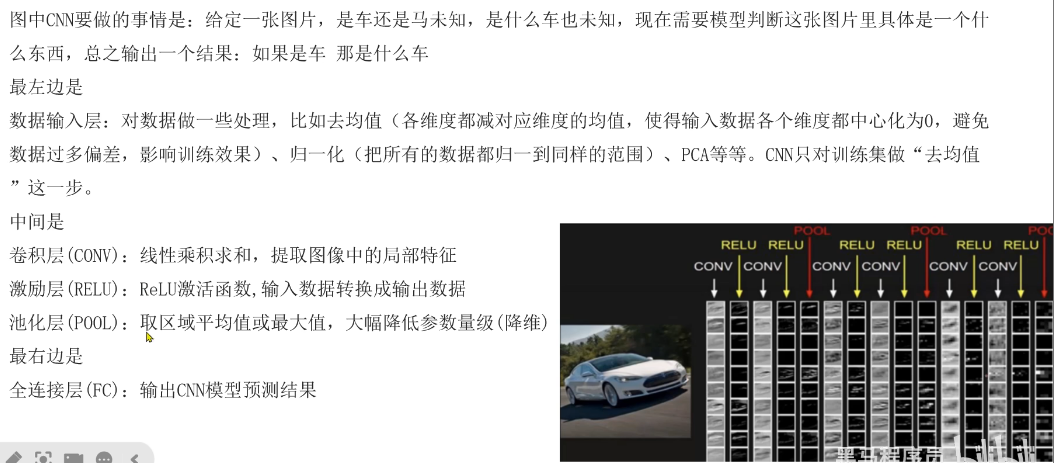 图中CNN要做的事情是：给定一张图片，是车还是马未知，是什么车也未知，现在需要模型判断这张图片里具体是一个什
么东西，总之输出一个结果：如果是车 那是什么车
最左边是
数据输入层：对数据做一些处理，比如去均值（各维度都减对应维度的均值，使得输入数据各个维度都中心化为0，避免
数据过多偏差，影响训练效果）、归一化（把所有的数据都归一到同样的范围）、PCA等等。CNN只对训练集做“去均值
”这一步。
中间是
卷积层(CONV)：线性乘积求和，提取图像中的局部特征
激励层(RELU)：ReLU激活函数,输入数据转换成输出数据
池化层(POOL)：取区域平均值或最大值，大幅降低参数量级(降维)
最右边是
全连接层(FC)：输出CNN模型预测结果
POOL POOL POO
RELU RELU RELU RELU RELU RELU
CONV CONV CONV CONV CONV CONV
黑马程序员 bilibili